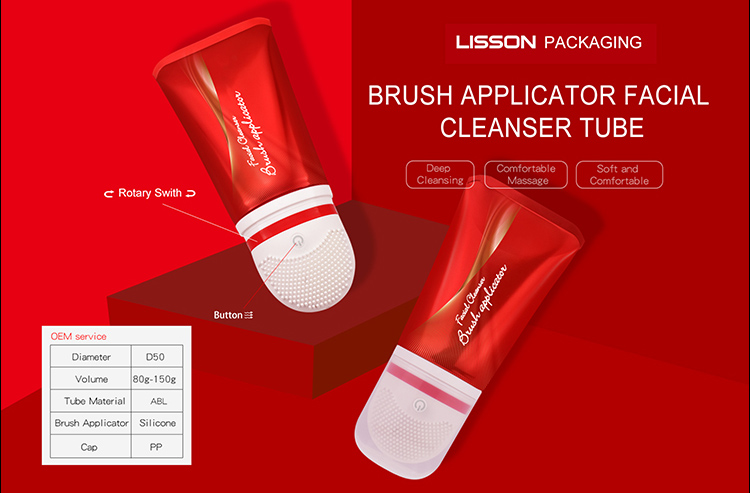 LISSON PACKAGING
BRUSH APPLICATOR FACIAL
CLEANSER TUBE
Deep
Cleansing
Comfortable
Massage
Soft and
Comfortable
Facial Cleanser
Brush applicator
Rotary Swith
Button
Facial Cleanser
Brush applicator
OEM service
Diameter D50
Volume 80g-150g
Tube Material ABL
Brush Applicator Silicone
Cap PP